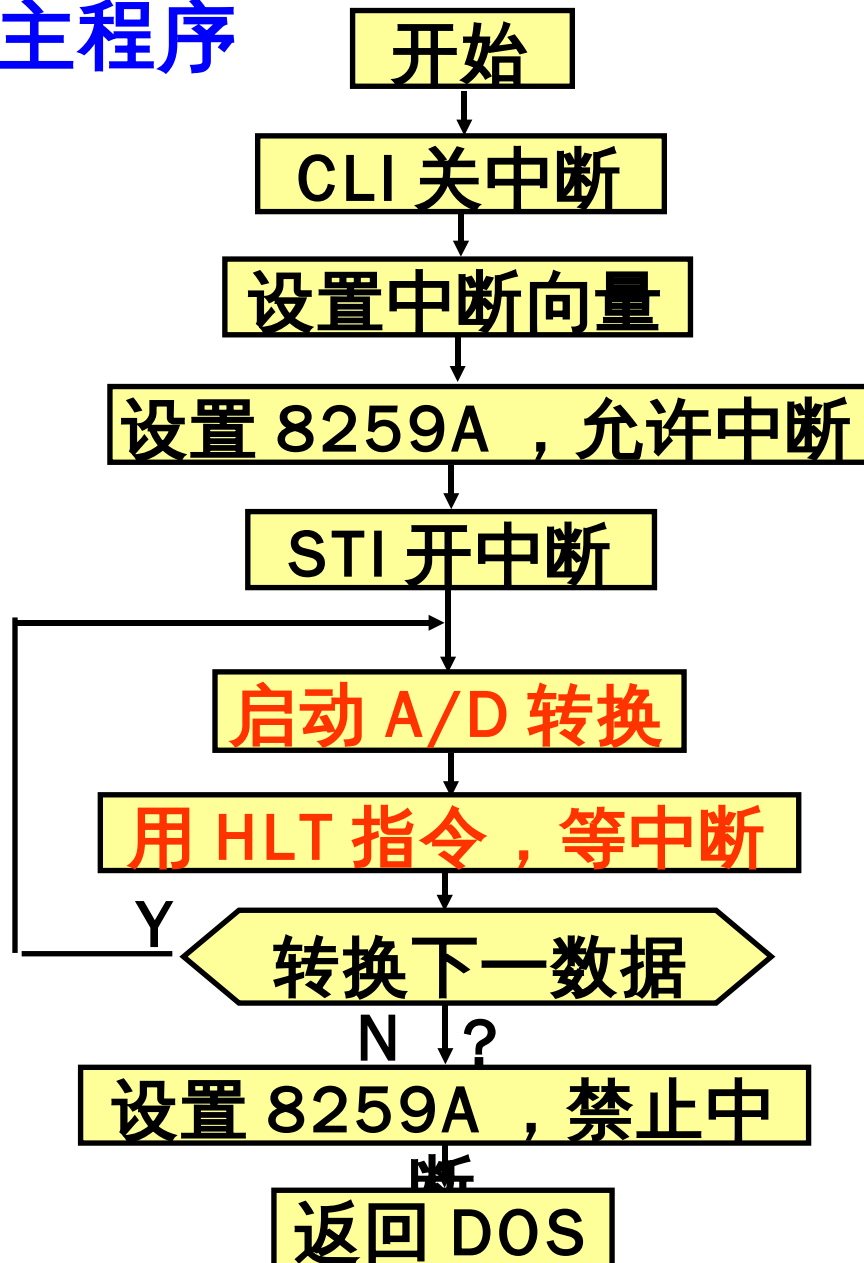 主程序
开始
CLI 关中断
设置中断向量
设置 8259A ，允许中断
STI 开中断
启动 A/D 转换
用 HLT 指令，等中断
Y
转换下一数据
N ？
设置 8259A ，禁止中
断
返回 DOS